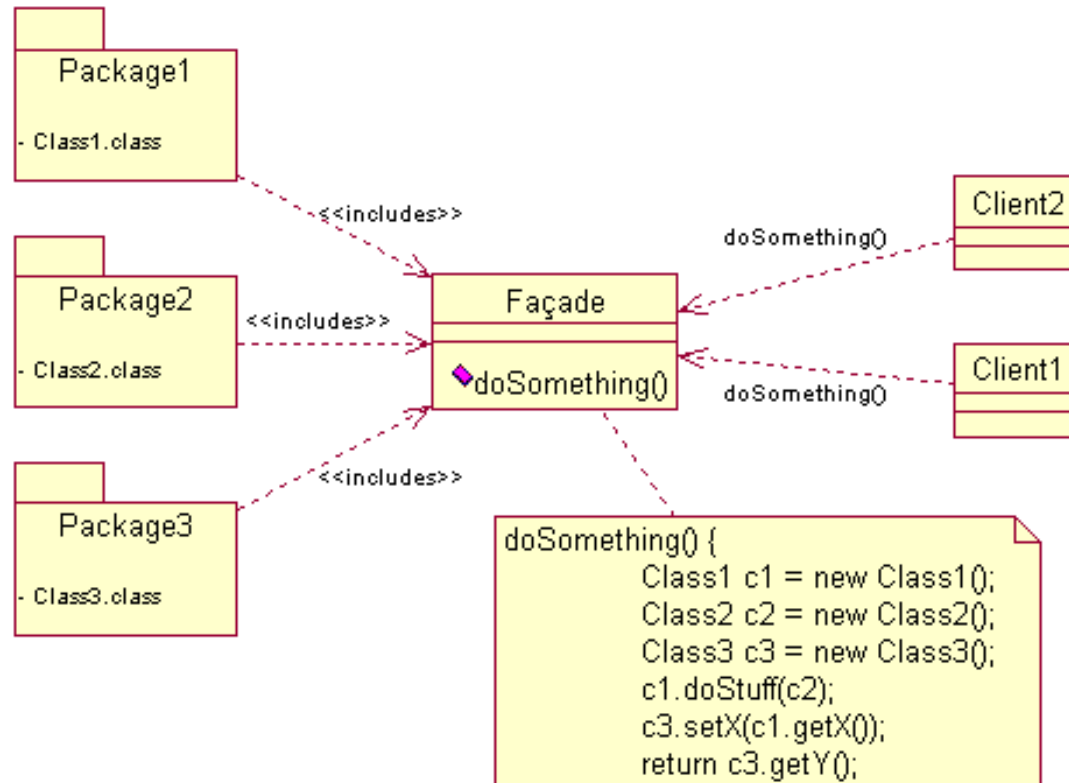 Package1
- Class1.class
<<includes>>
Package2
- Class2.class
<<includes>>
Package3
- Class3.class
<<includes>>
Façade
doSomething()
Client2
doSomething()
Client1
doSomething()
doSomething() {
Class1 c1 = new Class1();
Class2 c2 = new Class2();
Class3 c3 = new Class3();
c1.doStuff(c2);
c3.setX(c1.getX());
return c3.getY();